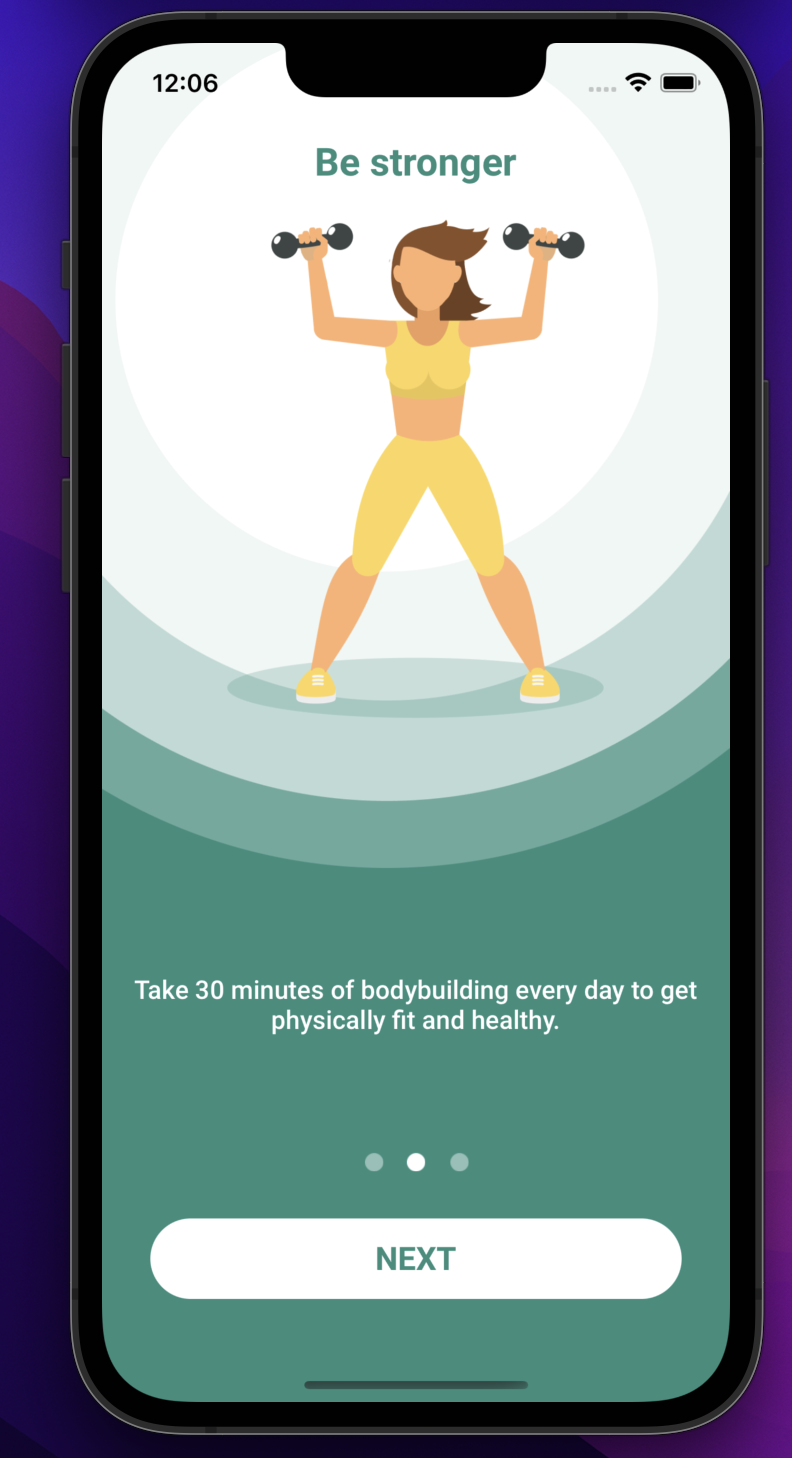 12:06
Be stronger
Take 30 minutes of bodybuilding every day to get
physically fit and healthy.
NEXT